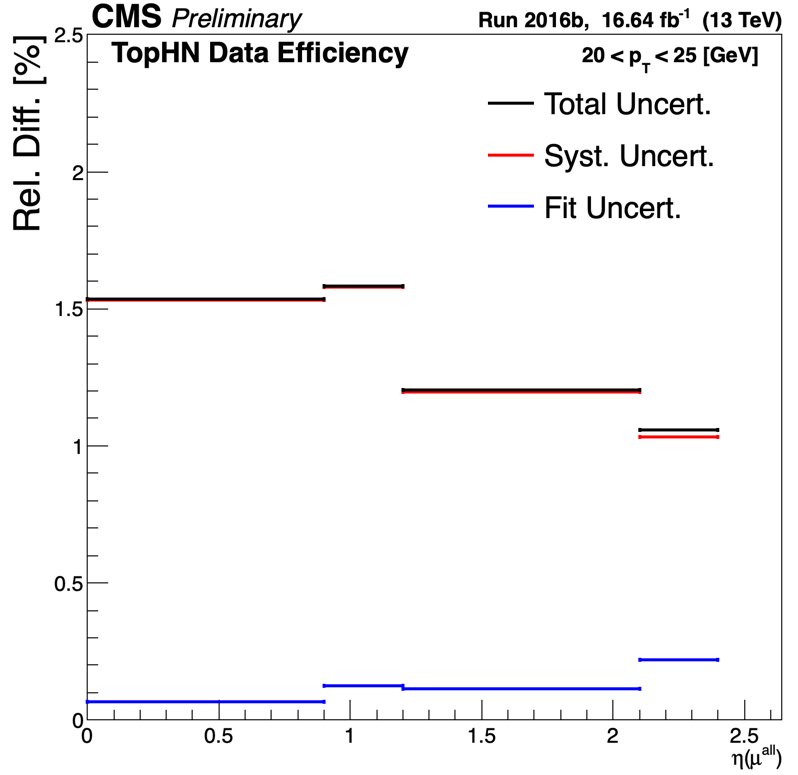 CMS Preliminary
Run 2016b, 16.64 fb⁻¹ (13 TeV)
TopHN Data Efficiency
20 < p_T < 25 [GeV]
Total Uncert.
Syst. Uncert.
Fit Uncert.
Rel. Diff. [%]
2.5
2
1.5
1
0.5
0
0 0.5 1 1.5 2 2.5
η(μ^all)